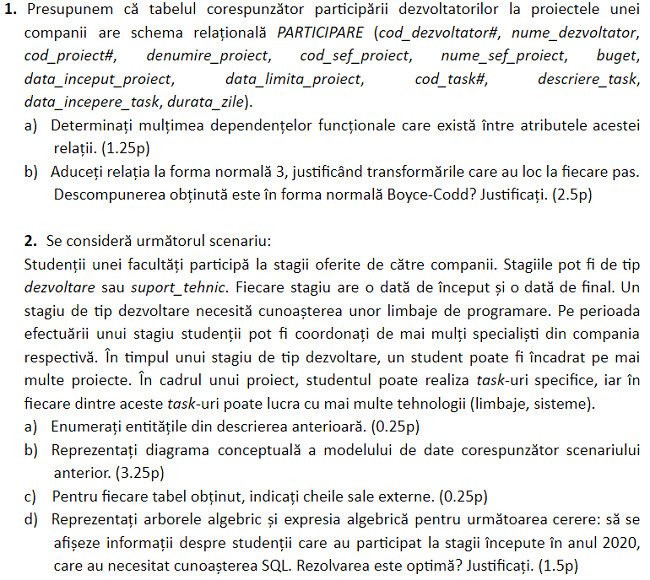 1. Presupunem că tabelul corespunzător participării dezvoltatorilor la proiectele unei
companii are schema relațională PARTICIPARE (cod_dezvoltator#, nume_dezvoltator,
cod_proiect#, denumire_proiect, cod_sef_proiect, nume_sef_proiect, buget,
data_inceput_proiect, data_limita_proiect, cod_task#, descriere_task,
data_incepere_task, durata_zile).
a) Determinați mulțimea dependențelor funcționale care există între atributele acestei
relații. (1.25p)
b) Aduceți relația la forma normală 3, justificând transformările care au loc la fiecare pas.
Descompunerea obținută este în forma normală Boyce-Codd? Justificați. (2.5p)
2. Se consideră următorul scenariu:
Studenții unei facultăți participă la stagii oferite de către companii. Stagiile pot fi de tip
dezvoltare sau suport_tehnic. Fiecare stagiu are o dată de început și o dată de final. Un
stagiu de tip dezvoltare necesită cunoașterea unor limbaje de programare. Pe perioada
efectuării unui stagiu studenții pot fi coordonați de mai mulți specialiști din compania
respectivă. În timpul unui stagiu de tip dezvoltare, un student poate fi încadrat pe mai
multe proiecte. În cadrul unui proiect, studentul poate realiza task-uri specifice, iar în
fiecare dintre aceste task-uri poate lucra cu mai multe tehnologii (limbaje, sisteme).
a) Enumerați entitățile din descrierea anterioară. (0.25p)
b) Reprezentați diagrama conceptuală a modelului de date corespunzător scenariului
anterior. (3.25p)
c) Pentru fiecare tabel obținut, indicați cheile sale externe. (0.25p)
d) Reprezentați arborele algebric și expresia algebrică pentru următoarea cerere: să se
afișeze informații despre studenții care au participat la stagii începute în anul 2020,
care au necesitat cunoașterea SQL. Rezolvarea este optimă? Justificați. (1.5p)